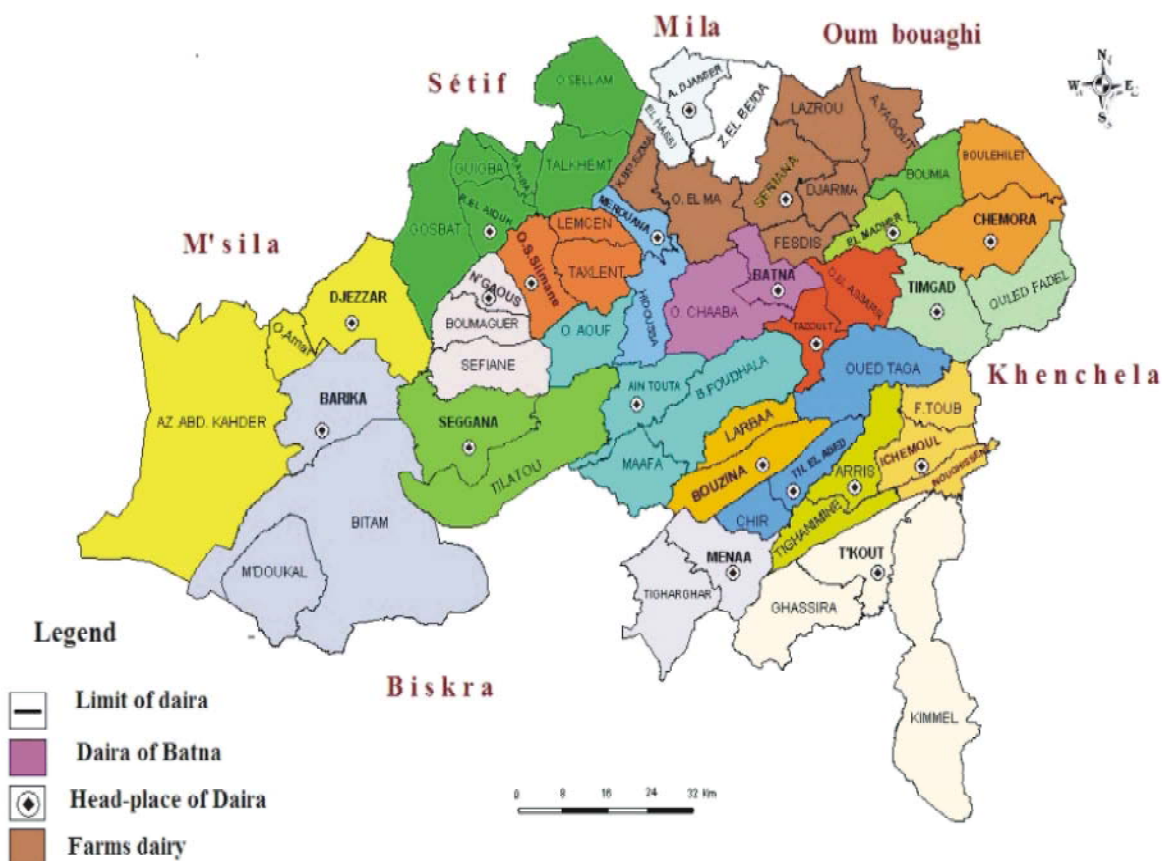 Mila
Oum bouaghi
Sétif
N
W E
S
O.SELLAM
A. DJASSER
EL HASSI
Z.EL BEIDA
LAZROU
A.YAGOUT
GUIGBA
TALKHEMT
K.BELEZMA
BOUMIA
BOULEHILET
SERIANA
DJARMA
R.EL AIOUN
O. EL MA
GOSBAT
LEMCEN
MEROUANA
EL MADHER
CHEMORA
M'sila
O.S.Slimane
FESDIS
TAXLENT
BATNA
N'GAOUS
DJEZZAR
HIDOUSSA
O. CHAABA
TIMGAD
OULED FADEL
BOUMAGUER
O. AOUF
TAZOULT
O.Amar
SEFIANE
OUED TAGA
Khenchela
AIN TOUTA
B.FOUDHALA
BARIKA
AZ.ABD. KAHDER
SEGGANA
LARBAA
F.TOUB
TILATOU
MAAFA
BOUZINA
TH. EL ABED
ARRIS
ICHEMOUL
BITAM
CHIR
TIGHANIMINE
M'DOUKAL
MENAA
T'KOUT
TIGHARGHAR
GHASSIRA
Legend
Biskra
Limit of daira
KIMMEL
Daira of Batna
Head-place of Daira
0 8 16 24 32 Km
Farms dairy